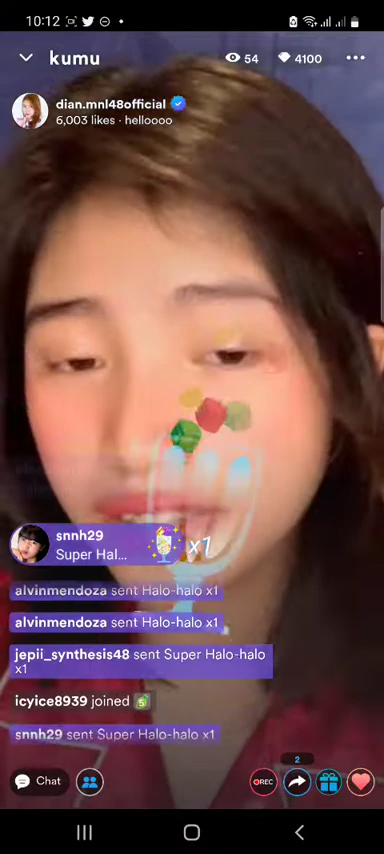 10:12
kumu
54
4100
dian.mnl48official
6,003 likes · helloooo
snnh29
Super Hal...
x1
alvinmendoza sent Halo-halo x1
alvinmendoza sent Halo-halo x1
jepii_synthesis48 sent Super Halo-halo
x1
icyice8939 joined 5
snnh29 sent Super Halo-halo x1
2
Chat
REC